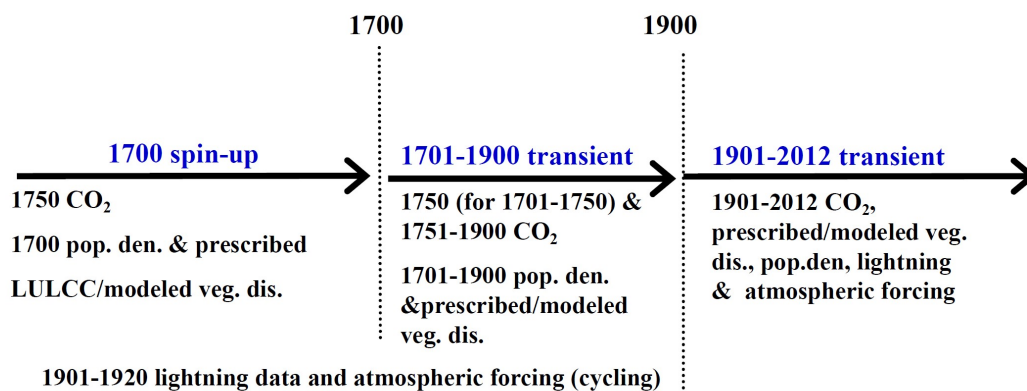 1700
1900
1700 spin-up
1701-1900 transient
1901-2012 transient
1750 CO₂
1700 pop. den. & prescribed
LULCC/modeled veg. dis.
1750 (for 1701-1750) &
1751-1900 CO₂
1701-1900 pop. den.
&prescribed/modeled
veg. dis.
1901-2012 CO₂,
prescribed/modeled veg.
dis., pop.den, lightning
& atmospheric forcing
1901-1920 lightning data and atmospheric forcing (cycling)